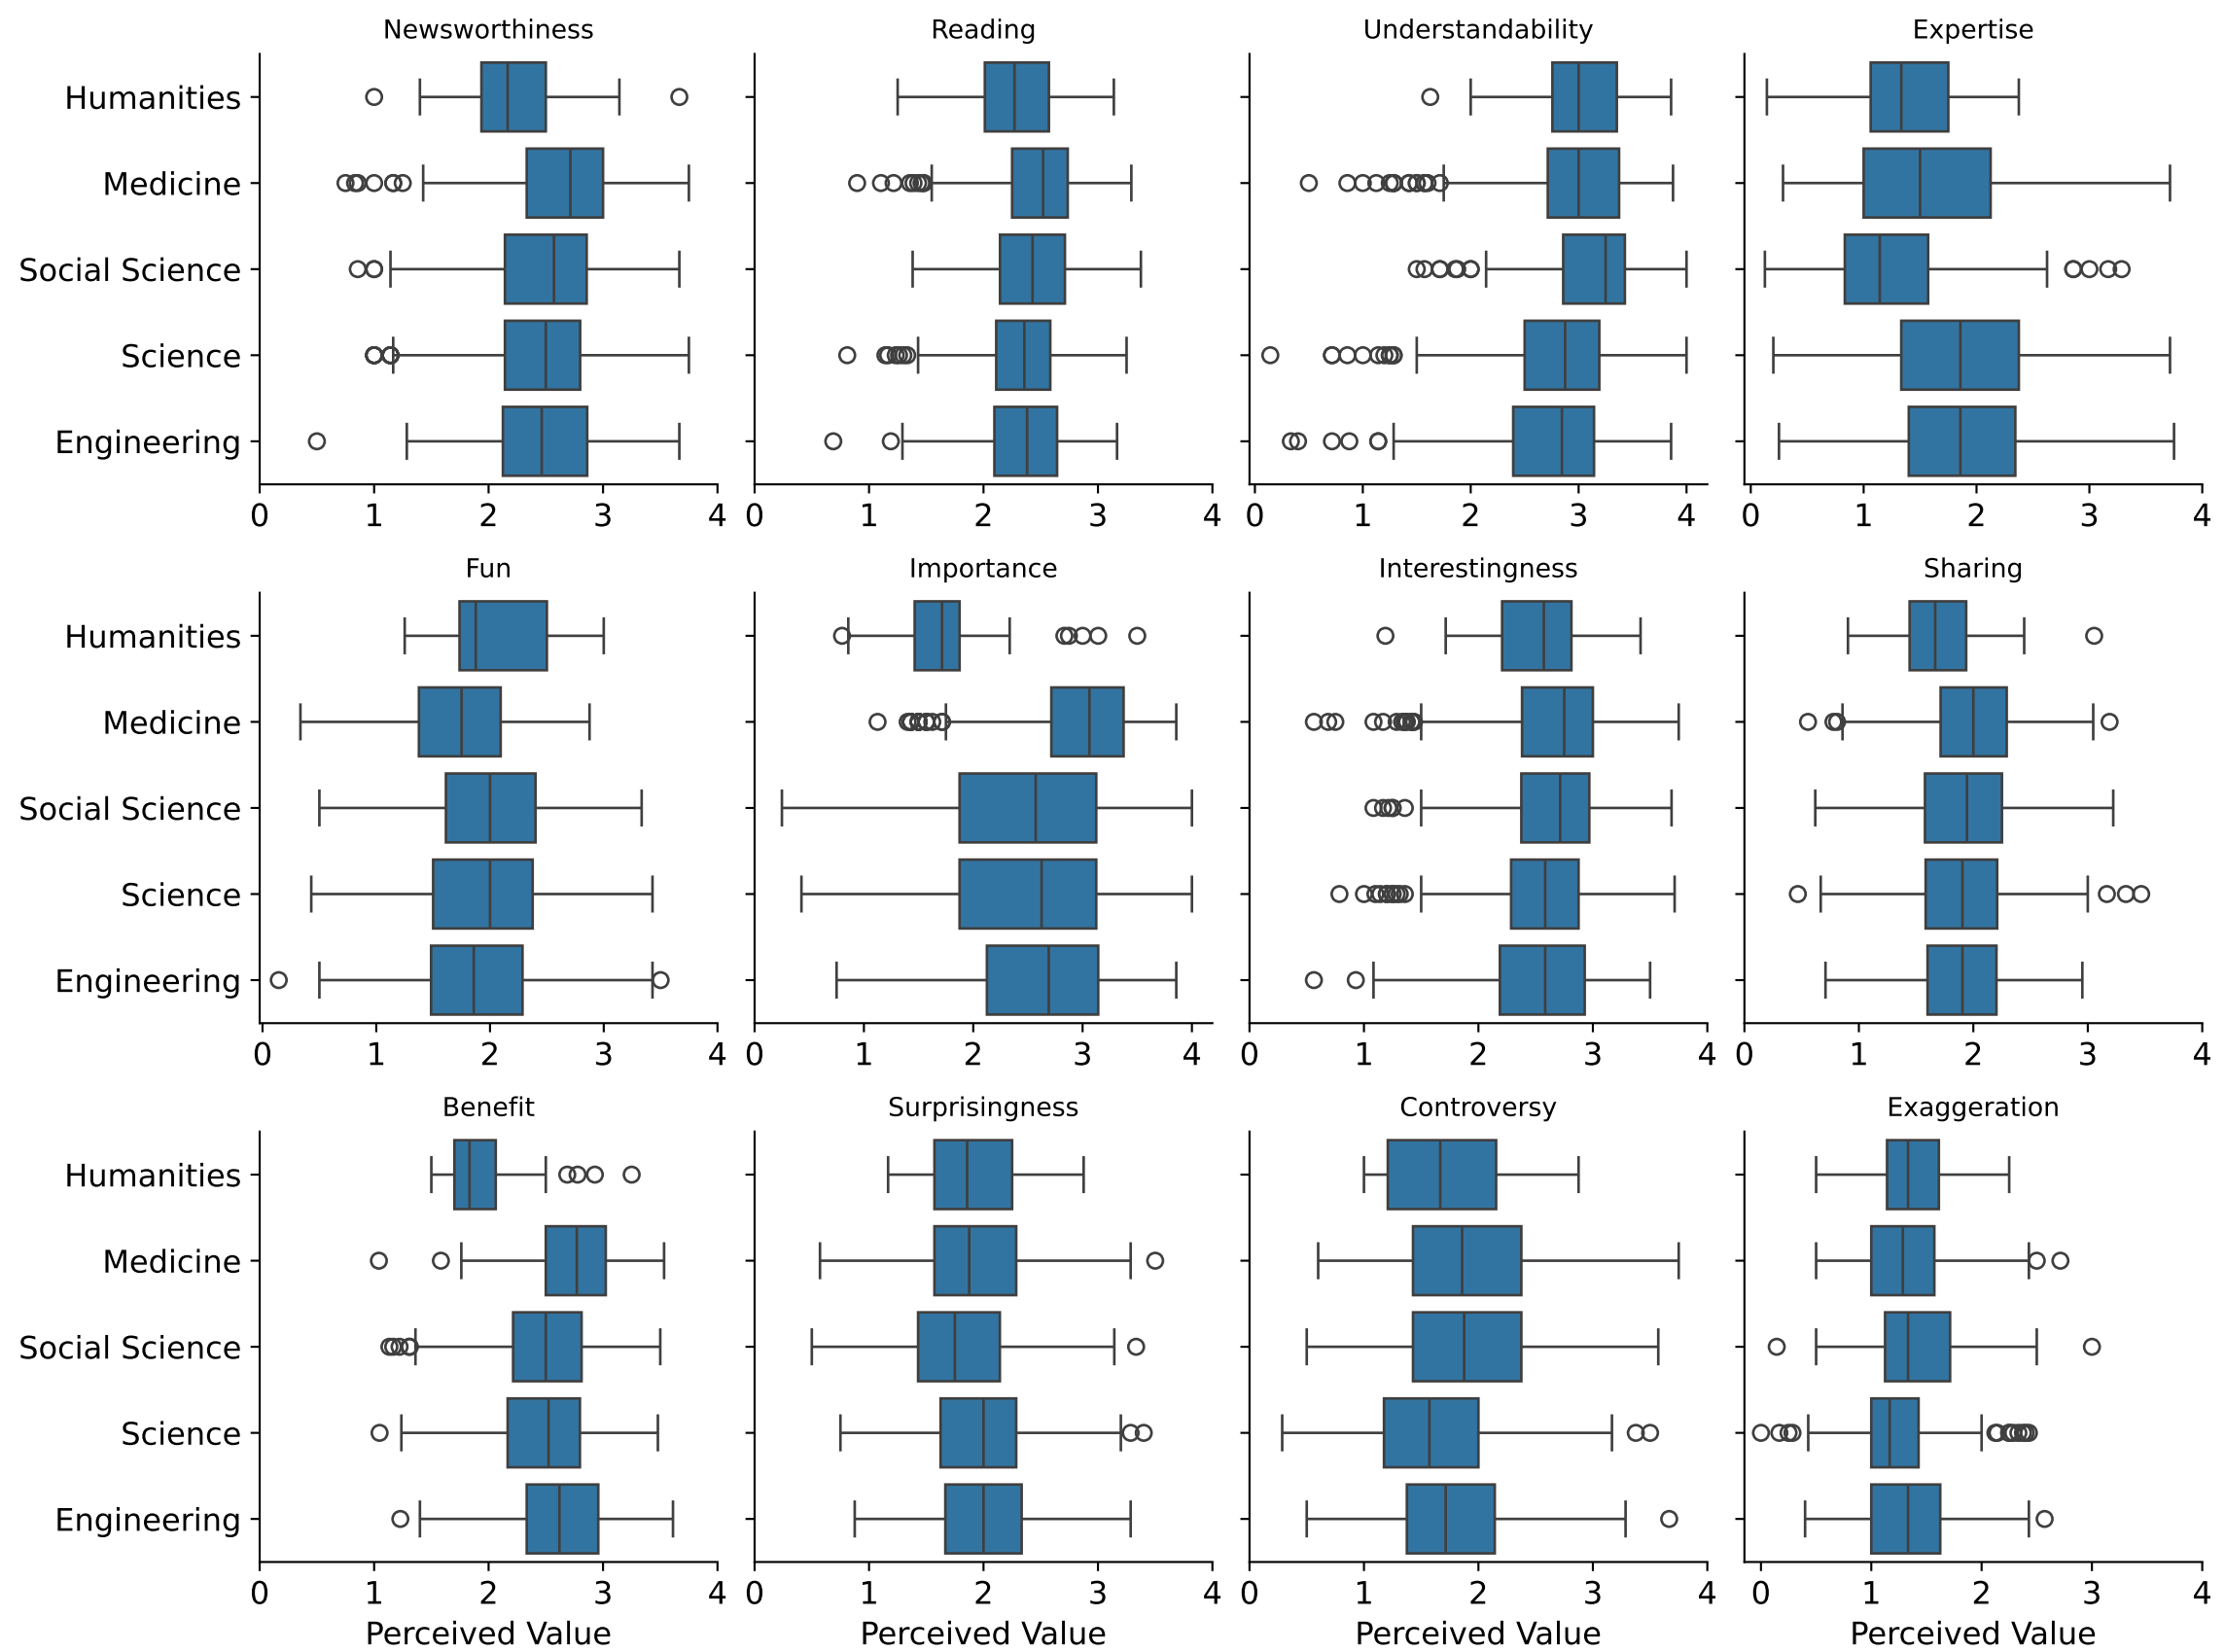 Newsworthiness Reading Understandability Expertise
Humanities
Medicine
Social Science
Science
Engineering
0 1 2 3 4 0 1 2 3 4 0 1 2 3 4 0 1 2 3 4
Fun Importance Interestingness Sharing
Humanities
Medicine
Social Science
Science
Engineering
0 1 2 3 4 0 1 2 3 4 0 1 2 3 4 0 1 2 3 4
Benefit Surprisingness Controversy Exaggeration
Humanities
Medicine
Social Science
Science
Engineering
0 1 2 3 4 0 1 2 3 4 0 1 2 3 4 0 1 2 3 4
Perceived Value Perceived Value Perceived Value Perceived Value